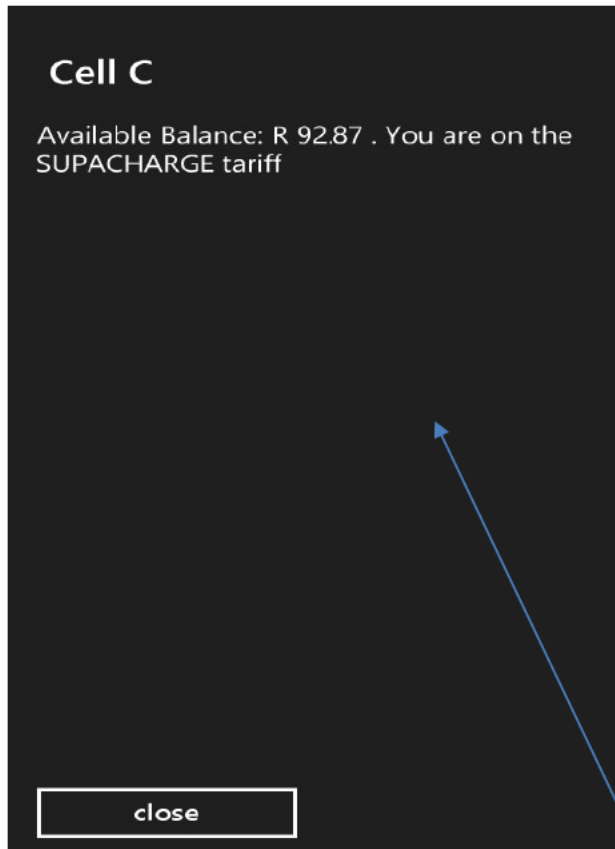 Cell C
Available Balance: R 92.87 . You are on the
SUPACHARGE tariff
close